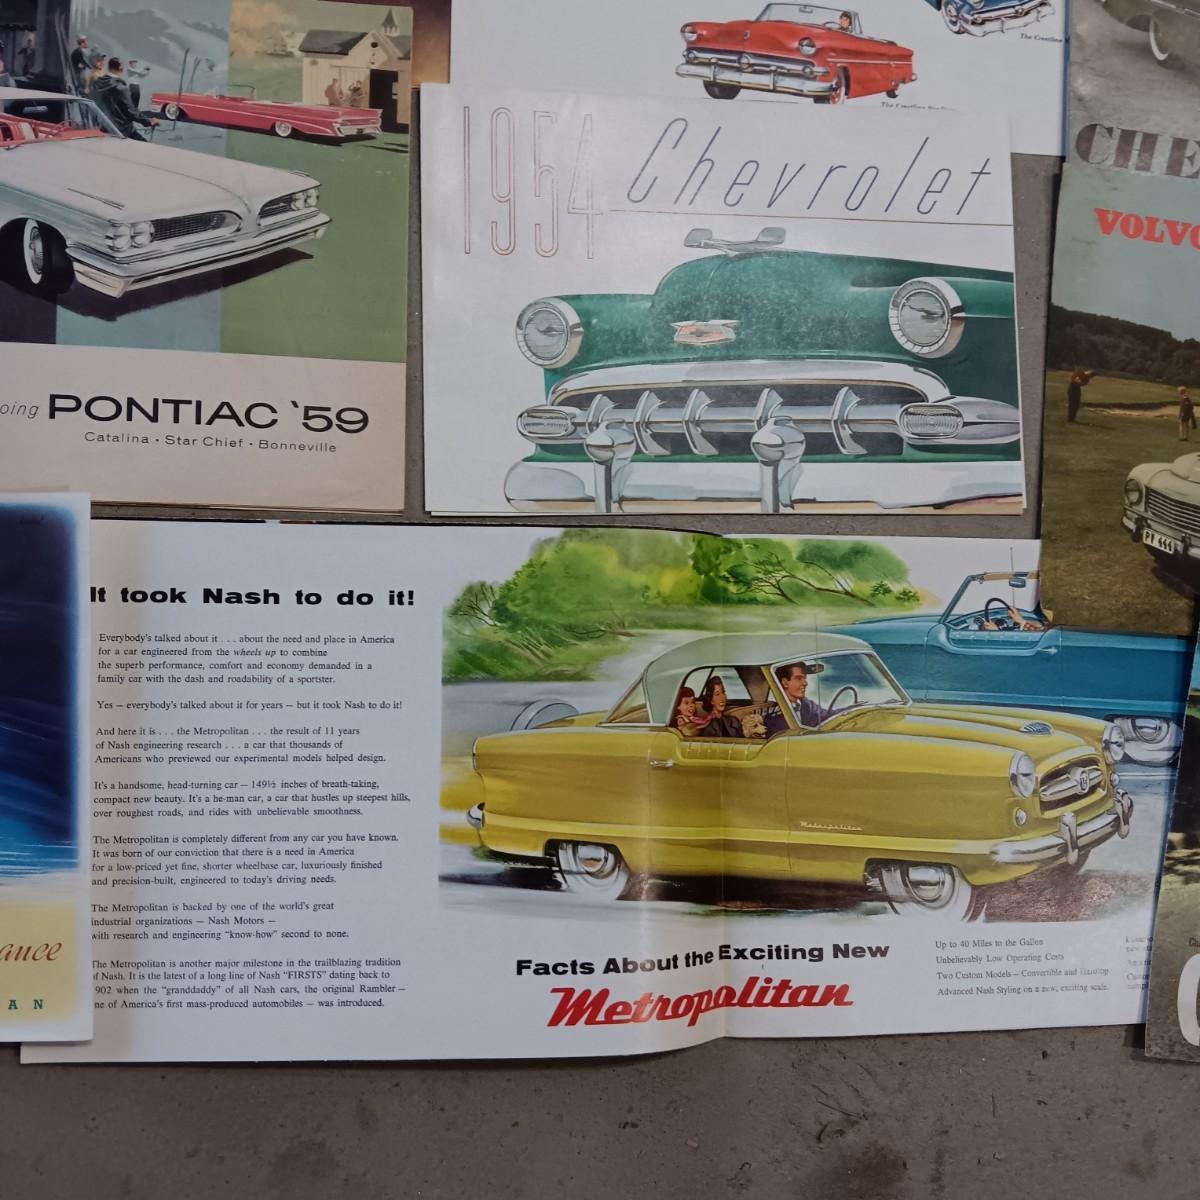 The Crestline
CHE
1954 Chevrolet
VOLVO
oing PONTIAC '59
Catalina · Star Chief · Bonneville
PF 444
It took Nash to do it!
Everybody's talked about it . . . about the need and place in America
for a car engineered from the wheels up to combine
the superb performance, comfort and economy demanded in a
family car with the dash and roadability of a sportster.
Yes – everybody's talked about it for years – but it took Nash to do it!
And here it is . . . the Metropolitan . . . the result of 11 years
of Nash engineering research . . . a car that thousands of
Americans who previewed our experimental models helped design.
It's a handsome, head-turning car – 149½ inches of breath-taking,
compact new beauty. It's a he-man car, a car that hustles up steepest hills,
over roughest roads, and rides with unbelievable smoothness.
The Metropolitan is completely different from any car you have known.
It was born of our conviction that there is a need in America
for a low-priced yet fine, shorter wheelbase car, luxuriously finished
and precision-built, engineered to today's driving needs.
The Metropolitan is backed by one of the world's great
industrial organizations – Nash Motors –
with research and engineering "know-how" second to none.
The Metropolitan is another major milestone in the trailblazing tradition
of Nash. It is the latest of a long line of Nash "FIRSTS" dating back to
902 when the "granddaddy" of all Nash cars, the original Rambler –
ne of America's first mass-produced automobiles – was introduced.
Metropolitan
Facts About the Exciting New
Metropolitan
Up to 40 Miles to the Gallon
Unbelievably Low Operating Costs
Two Custom Models – Convertible and Hardtop
Advanced Nash Styling on a new, exciting scale.
ance
A N